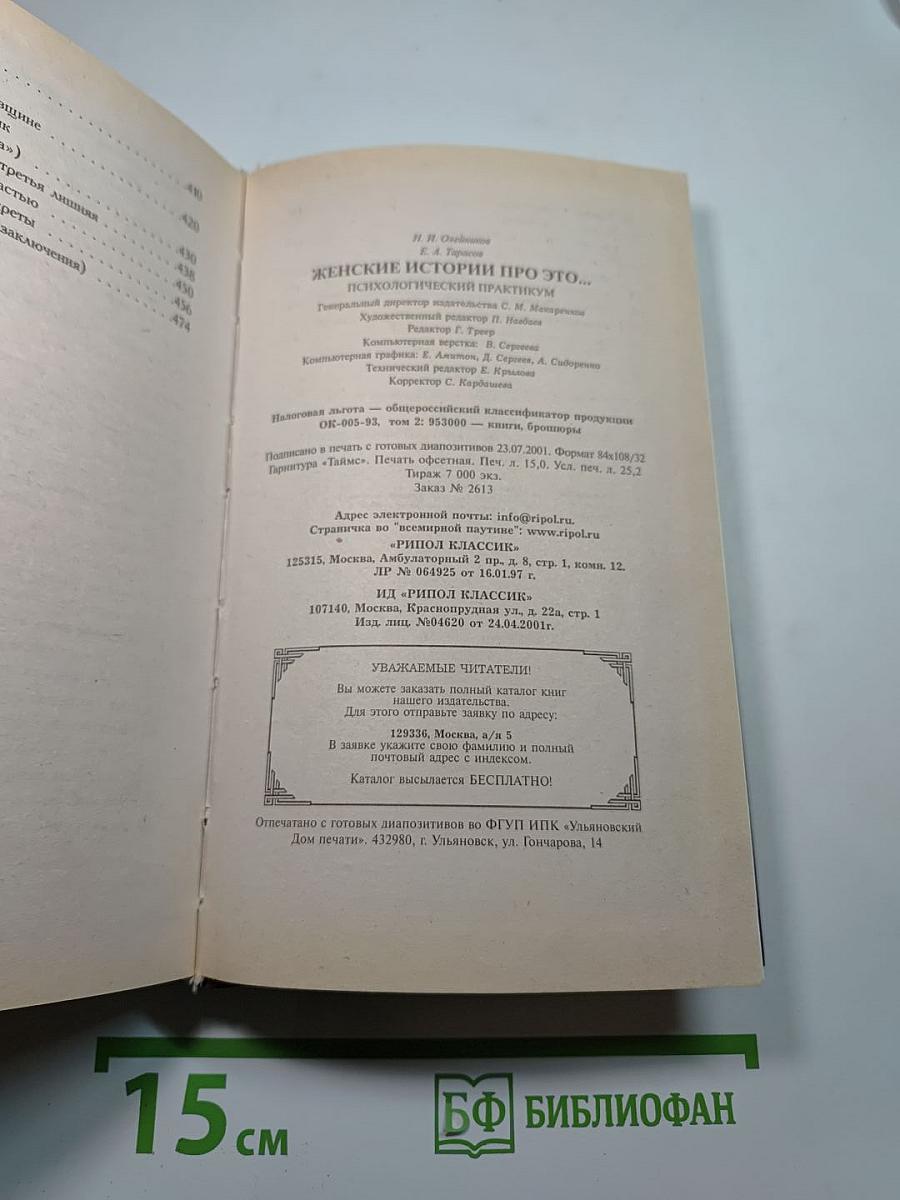 410
420
третья лишняя
430
438
450
заключения)
456
474
Е. А. Тарасов
ЖЕНСКИЕ ИСТОРИИ ПРО ЭТО...
ПСИХОЛОГИЧЕСКИЙ ПРАКТИКУМ
Генеральный директор издательства С. М. Макаренков
Художественный редактор П.
Редактор Г. Треер
Компьютерная верстка: В. Сергеева
Компьютерная графика: Е. Амитон, Д. Сергеев, А. Сидоренко
Технический редактор Е. Крылова
Корректор С. Кардашева
Налоговая льгота — общероссийский классификатор продукции
ОК-005-93, том 2: 953000 — книги, брошюры
Подписано в печать с готовых диапозитивов 23.07.2001. Формат 84x108/32
Гарнитура «Таймс». Печать офсетная. Печ. л. 15,0. Усл. печ. л. 25,2
Тираж 7 000 экз.
Заказ № 2613
Адрес электронной почты: info@ripol.ru.
Страничка во "всемирной паутине": www.ripol.ru
«РИПОЛ КЛАССИК»
125315, Москва, Амбулаторный 2 пр., д. 8, стр. 1, комн. 12.
ЛР № 064925 от 16.01.97 г.
ИД «РИПОЛ КЛАССИК»
107140, Москва, Краснопрудная ул., д. 22а, стр. 1
Изд. лиц. №04620 от 24.04.2001г.
УВАЖАЕМЫЕ ЧИТАТЕЛИ!
Вы можете заказать полный каталог книг
нашего издательства.
Для этого отправьте заявку по адресу:
129336, Москва, а/я 5
В заявке укажите свою фамилию и полный
почтовый адрес с индексом.
Каталог высылается БЕСПЛАТНО!
Отпечатано с готовых диапозитивов во ФГУП ИПК «Ульяновский
Дом печати». 432980, г. Ульяновск, ул. Гончарова, 14
15 см
БФ БИБЛИОФАН